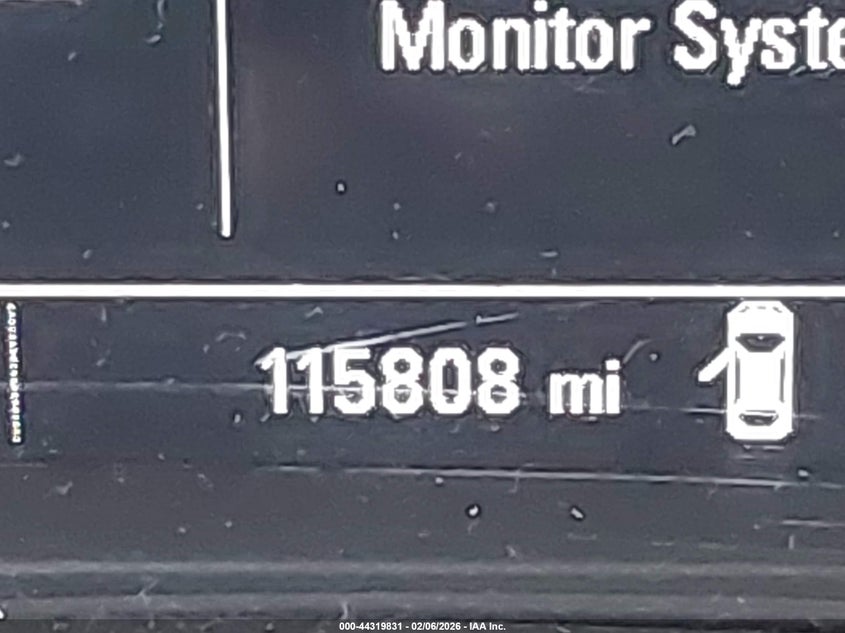 Monitor Syste
115808 mi
000-44319831 - 02/06/2026 - IAA Inc.